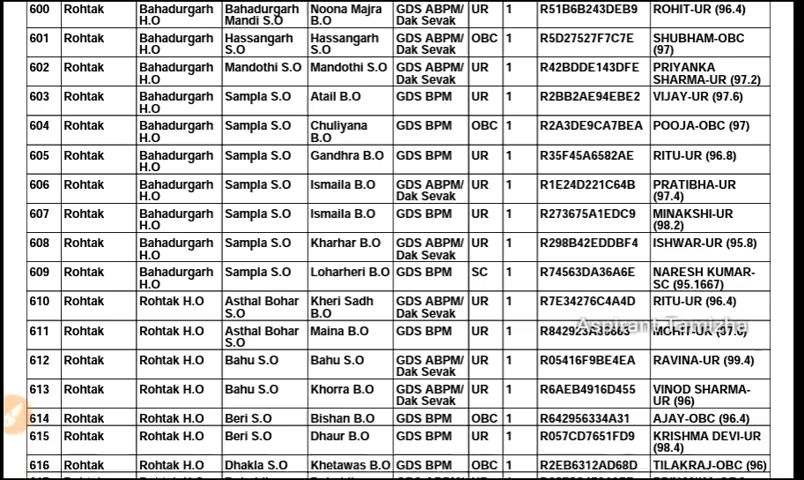 600 Rohtak Bahadurgarh H.O Bahadurgarh Mandi S.O Noona Majra B.O GDS ABPM/ Dak Sevak UR 1 R51B6B243DEB9 ROHIT-UR (96.4)
601 Rohtak Bahadurgarh H.O Hassangarh S.O Hassangarh S.O GDS ABPM/ Dak Sevak OBC 1 R5D27527F7C7E SHUBHAM-OBC (97)
602 Rohtak Bahadurgarh H.O Mandothi S.O Mandothi S.O GDS ABPM/ Dak Sevak UR 1 R42BDDE143DFE PRIYANKA SHARMA-UR (97.2)
603 Rohtak Bahadurgarh H.O Sampla S.O Atail B.O GDS BPM UR 1 R2BB2AE94EBE2 VIJAY-UR (97.6)
604 Rohtak Bahadurgarh H.O Sampla S.O Chuliyana B.O GDS BPM OBC 1 R2A3DE9CA7BEA POOJA-OBC (97)
605 Rohtak Bahadurgarh H.O Sampla S.O Gandhra B.O GDS BPM UR 1 R35F45A6582AE RITU-UR (96.8)
606 Rohtak Bahadurgarh H.O Sampla S.O Ismaila B.O GDS ABPM/ Dak Sevak UR 1 R1E24D221C64B PRATIBHA-UR (97.4)
607 Rohtak Bahadurgarh H.O Sampla S.O Ismaila B.O GDS BPM UR 1 R273675A1EDC9 MINAKSHI-UR (98.2)
608 Rohtak Bahadurgarh H.O Sampla S.O Kharhar B.O GDS ABPM/ Dak Sevak UR 1 R298B42EDDBF4 ISHWAR-UR (95.8)
609 Rohtak Bahadurgarh H.O Sampla S.O Loharheri B.O GDS BPM SC 1 R74563DA36A6E NARESH KUMAR-SC (95.1667)
610 Rohtak Rohtak H.O Asthal Bohar S.O Kheri Sadh B.O GDS ABPM/ Dak Sevak UR 1 R7E34276C4A4D RITU-UR (96.4)
Aspirant Tamizha
611 Rohtak Rohtak H.O Asthal Bohar S.O Maina B.O GDS BPM UR 1 MOHIT-UR
612 Rohtak Rohtak H.O Bahu S.O Bahu S.O GDS ABPM/ Dak Sevak UR 1 R05416F9BE4EA RAVINA-UR (99.4)
613 Rohtak Rohtak H.O Bahu S.O Khorra B.O GDS ABPM/ Dak Sevak UR 1 R6AEB4916D455 VINOD SHARMA-UR (96)
614 Rohtak Rohtak H.O Beri S.O Bishan B.O GDS BPM OBC 1 R642956334A31 AJAY-OBC (96.4)
615 Rohtak Rohtak H.O Beri S.O Dhaur B.O GDS BPM UR 1 R057CD7651FD9 KRISHMA DEVI-UR (98.4)
616 Rohtak Rohtak H.O Dhakla S.O Khetawas B.O GDS BPM OBC 1 R2EB6312AD68D TILAKRAJ-OBC (96)